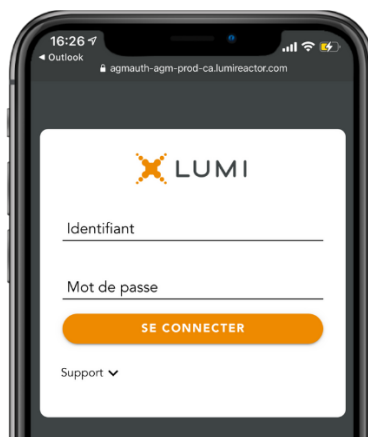 16:26
Outlook
agmauth-agm-prod-ca.lumireactor.com
LUMI
Identifiant
Mot de passe
SE CONNECTER
Support